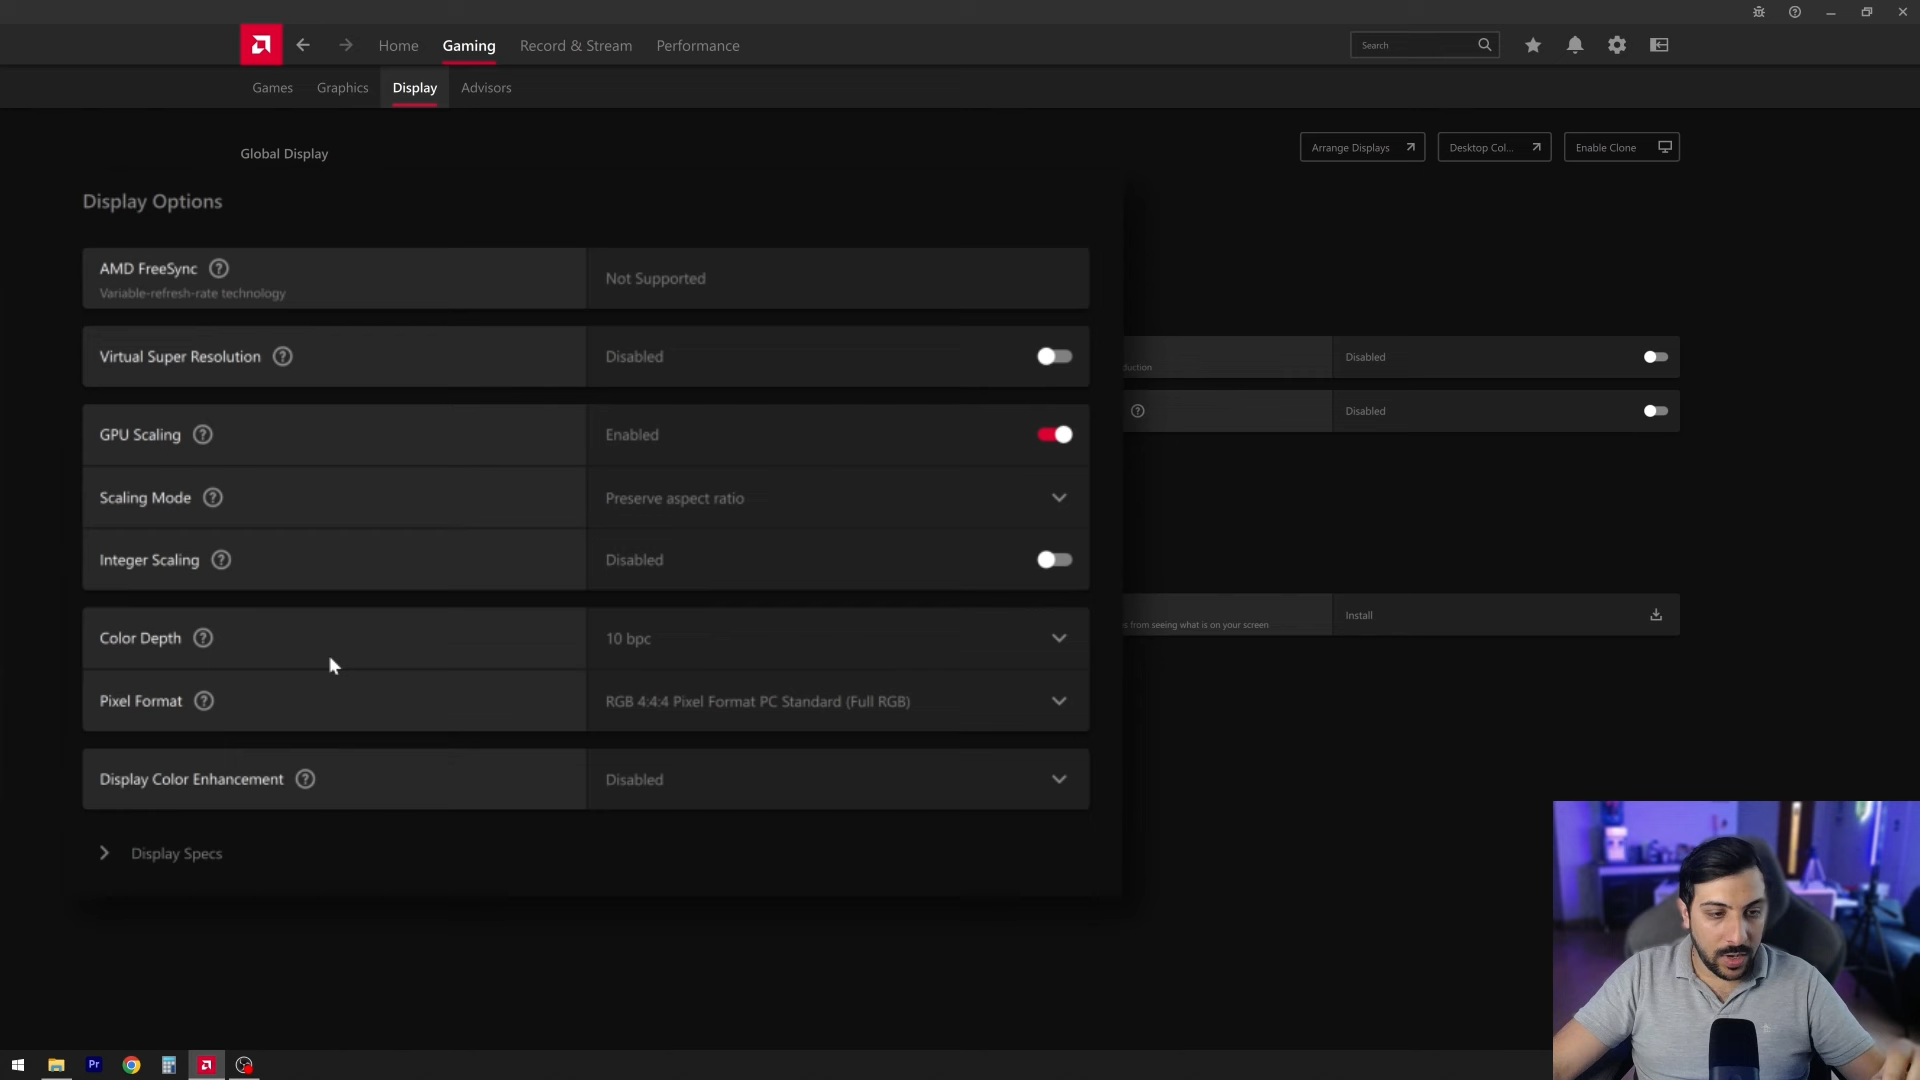 Home
Gaming
Record & Stream
Performance
Search
Games
Graphics
Display
Advisors
Global Display
Arrange Displays
Desktop Col...
Enable Clone
Display Options
AMD FreeSync
Variable-refresh-rate technology
Not Supported
Virtual Super Resolution
Disabled
duction
Disabled
Disabled
GPU Scaling
Enabled
Scaling Mode
Preserve aspect ratio
Integer Scaling
Disabled
Color Depth
10 bpc
s from seeing what is on your screen
Install
Pixel Format
RGB 4:4:4 Pixel Format PC Standard (Full RGB)
Display Color Enhancement
Disabled
Display Specs
Pr